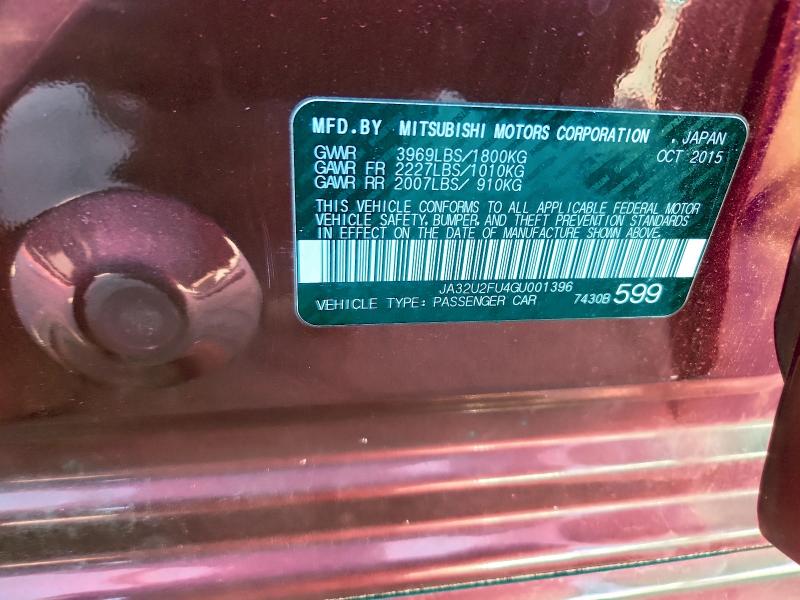 MFD.BY MITSUBISHI MOTORS CORPORATION , JAPAN
GVWR 3969LBS/1800KG OCT 2015
GAWR FR 2227LBS/1010KG
GAWR RR 2007LBS/ 910KG
THIS VEHICLE CONFORMS TO ALL APPLICABLE FEDERAL MOTOR
VEHICLE SAFETY, BUMPER, AND THEFT PREVENTION STANDARDS
IN EFFECT ON THE DATE OF MANUFACTURE SHOWN ABOVE.
JA32U2FU4GU001396
VEHICLE TYPE: PASSENGER CAR 7430B 599